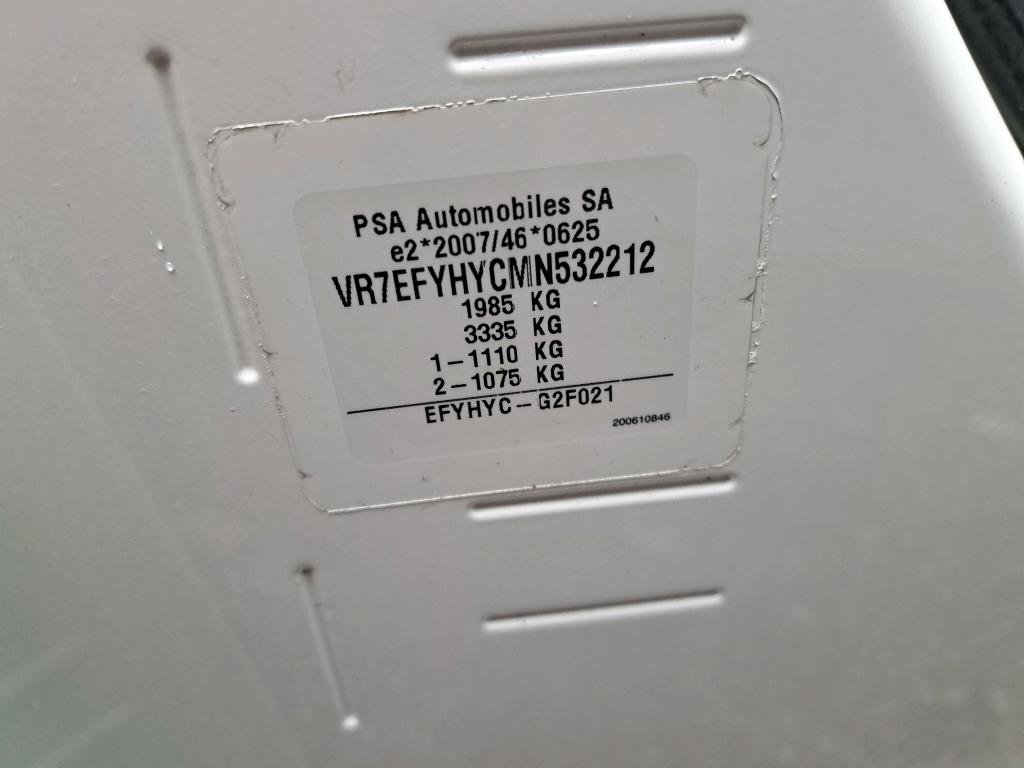 PSA Automobiles SA
e2*2007/46*0625
VR7EFYHYCMN532212
1985 KG
3335 KG
1-1110 KG
2-1075 KG
EFYHYC-G2F021
200610846